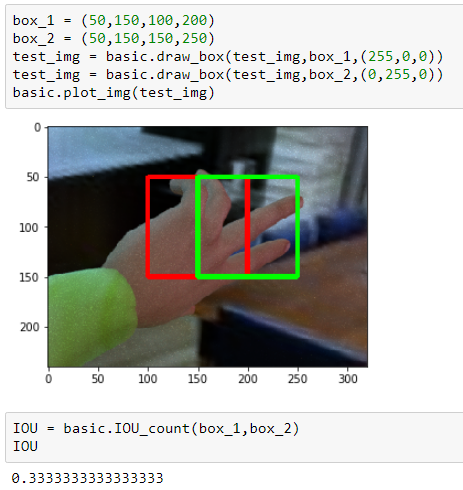 box_1 = (50,150,100,200)
box_2 = (50,150,150,250)
test_img = basic.draw_box(test_img,box_1,(255,0,0))
test_img = basic.draw_box(test_img,box_2,(0,255,0))
basic.plot_img(test_img)
0
50
100
150
200
0 50 100 150 200 250 300
IOU = basic.IOU_count(box_1,box_2)
IOU
0.3333333333333333